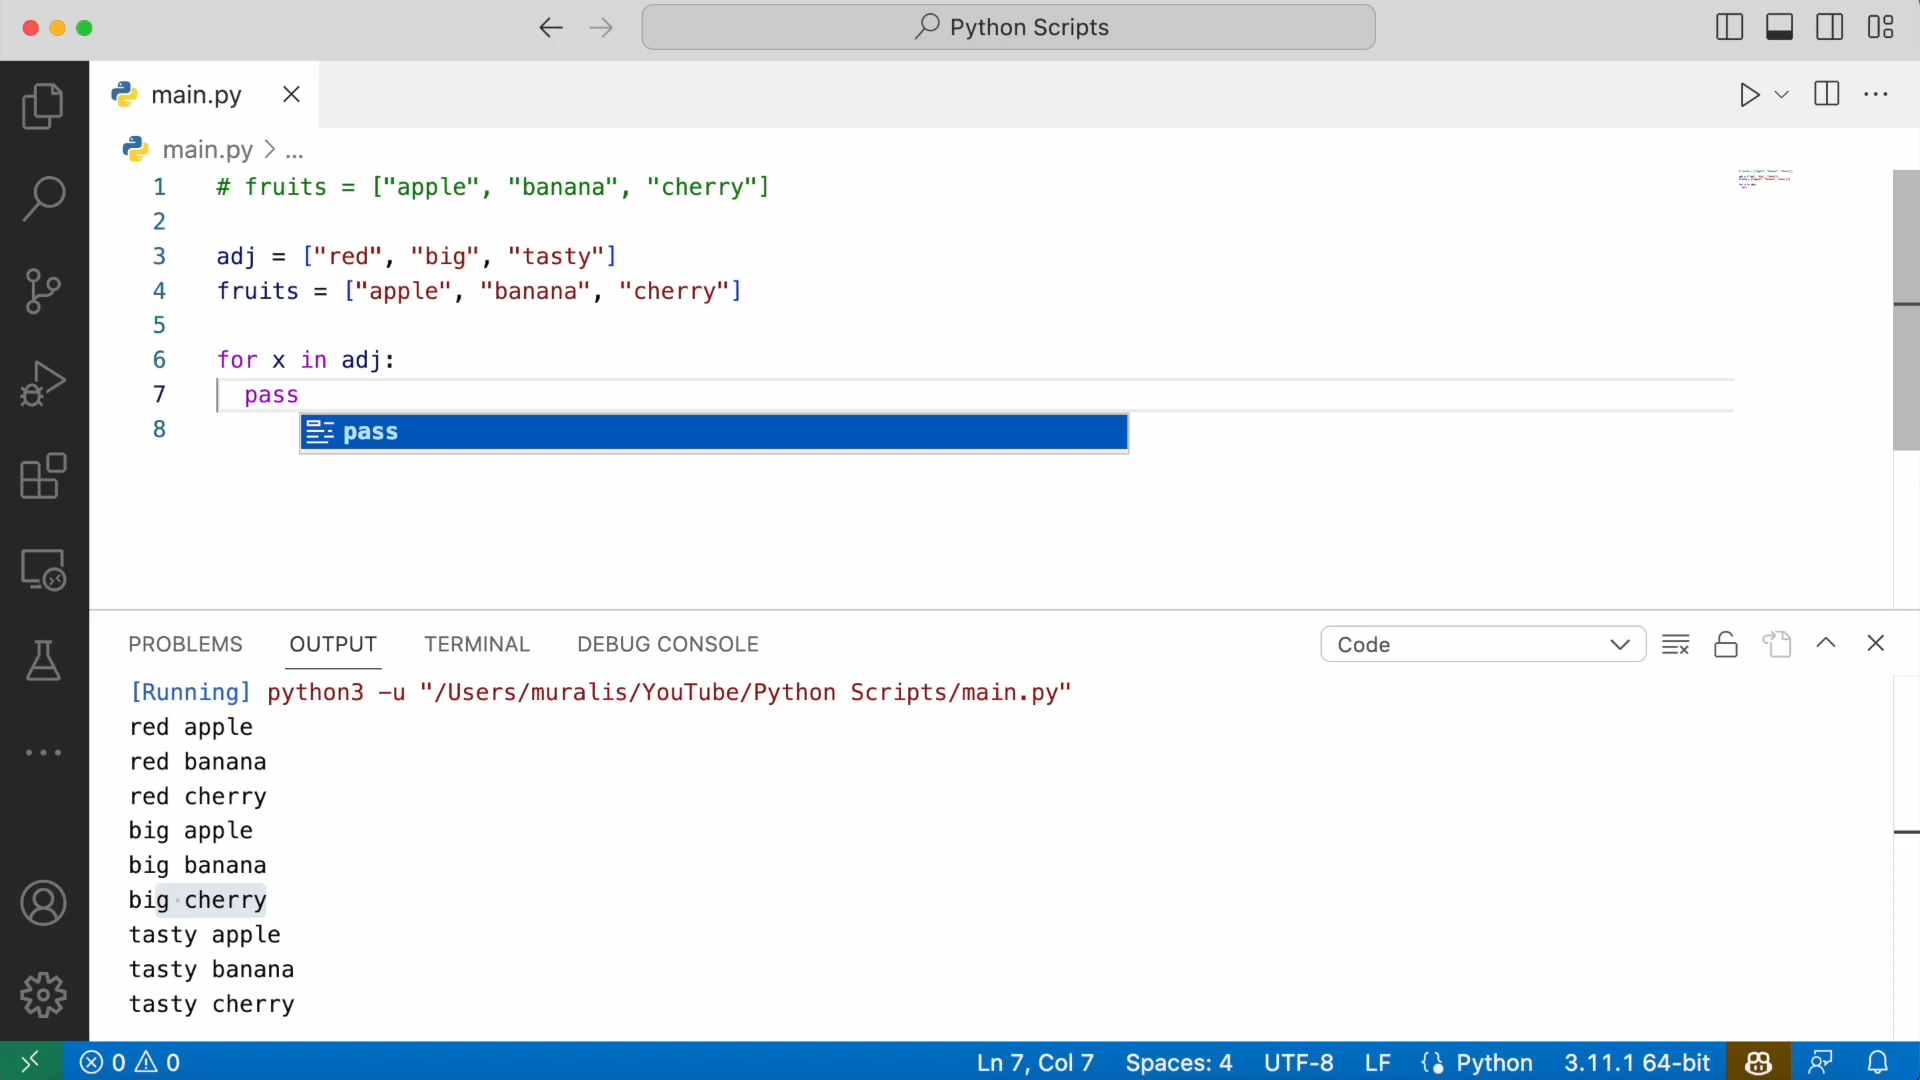 Python Scripts
main.py
main.py > ...
1 # fruits = ["apple", "banana", "cherry"]
2
3 adj = ["red", "big", "tasty"]
4 fruits = ["apple", "banana", "cherry"]
5
6 for x in adj:
7 pass
pass
8
PROBLEMS OUTPUT TERMINAL DEBUG CONSOLE Code
[Running] python3 -u "/Users/muralis/YouTube/Python Scripts/main.py"
red apple
red banana
red cherry
big apple
big banana
big·cherry
tasty apple
tasty banana
tasty cherry
0 0 Ln 7, Col 7 Spaces: 4 UTF-8 LF Python 3.11.1 64-bit